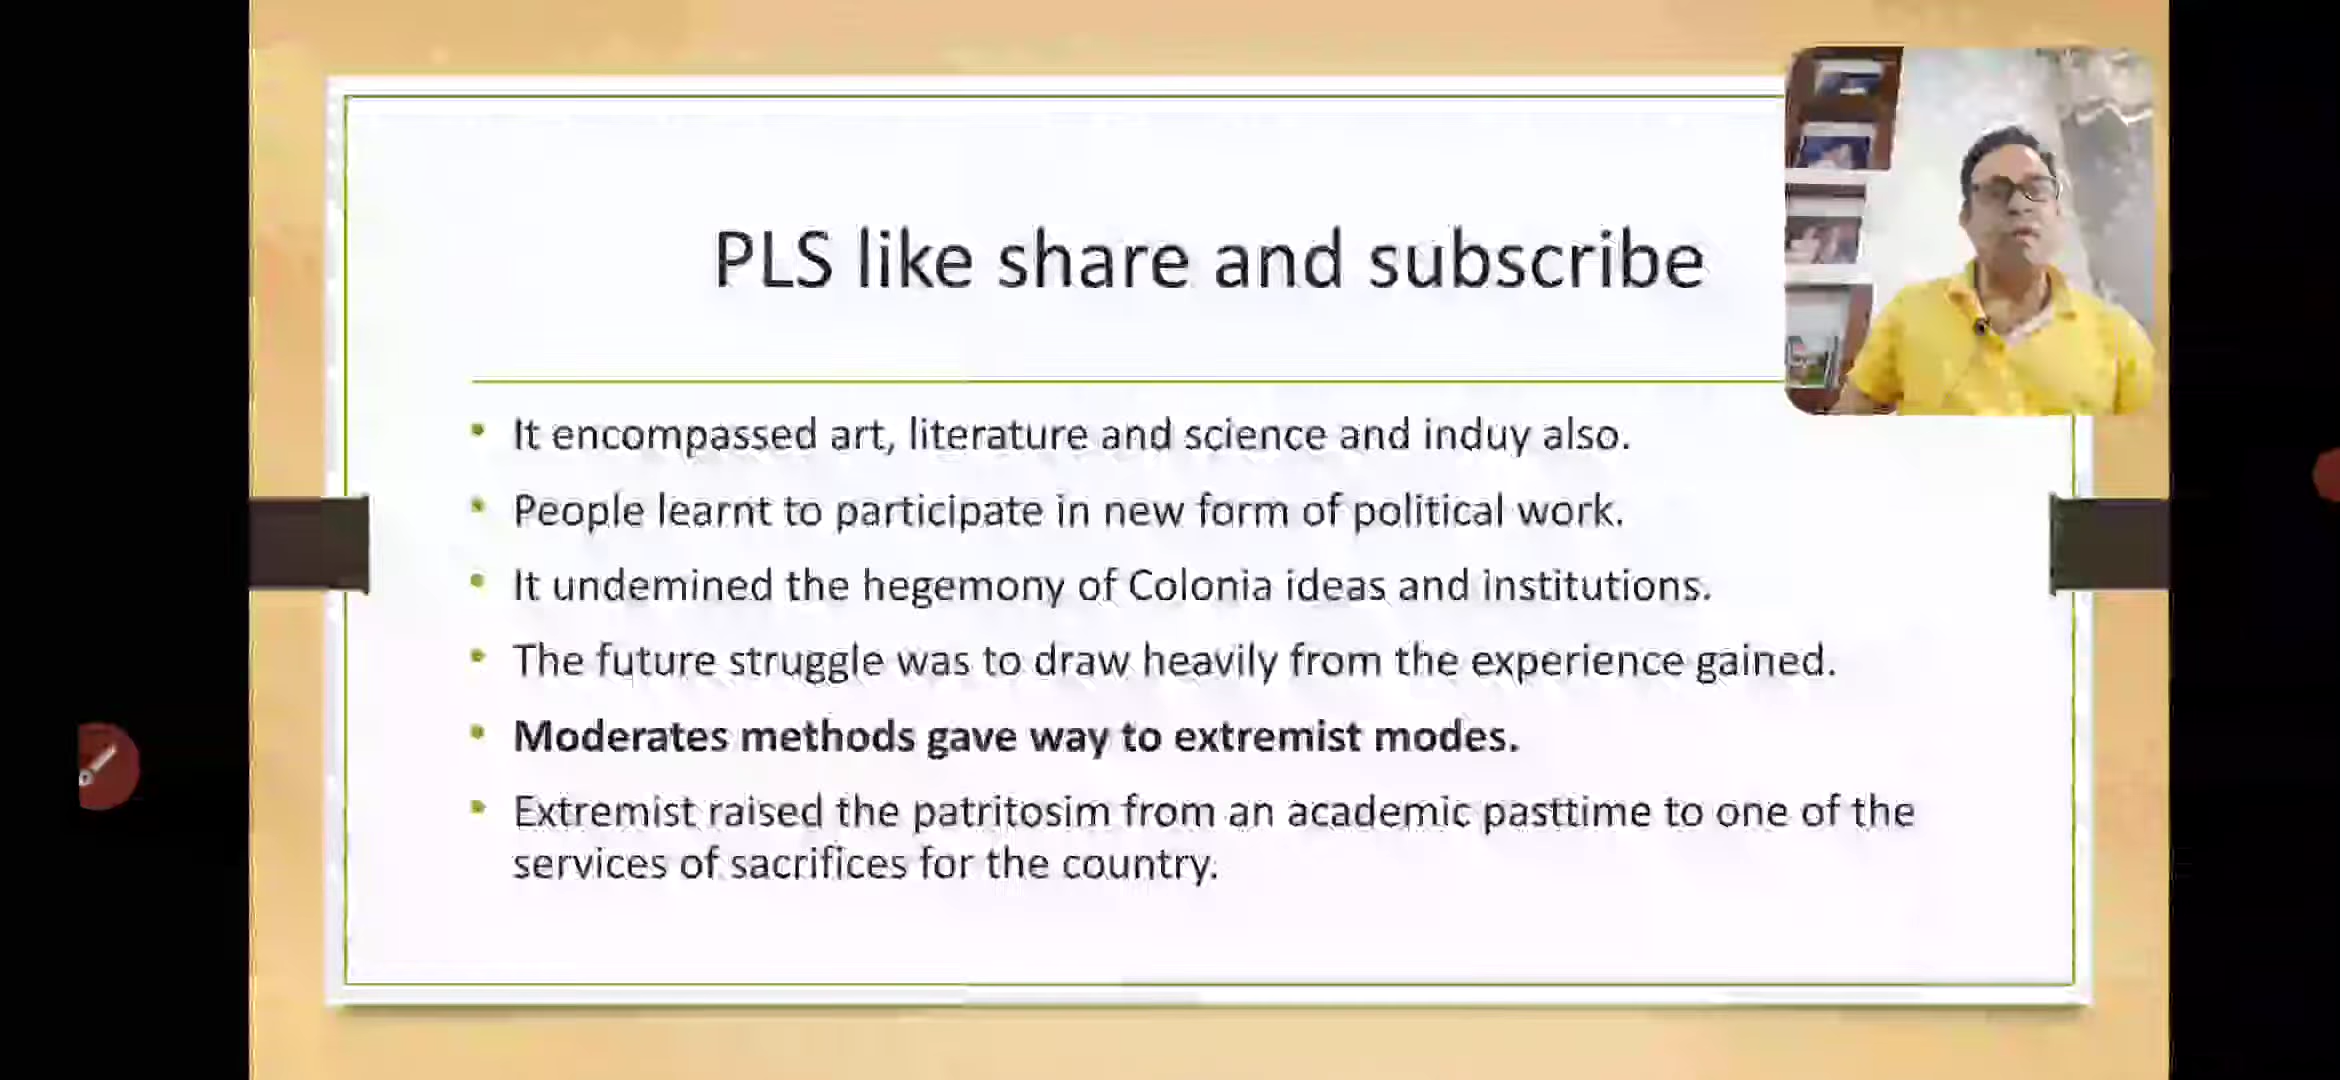 PLS like share and subscribe
• It encompassed art, literature and science and induy also.
• People learnt to participate in new form of political work.
• It undemined the hegemony of Colonia ideas and institutions.
• The future struggle was to draw heavily from the experience gained.
• Moderates methods gave way to extremist modes.
• Extremist raised the patritosim from an academic pasttime to one of the
services of sacrifices for the country.